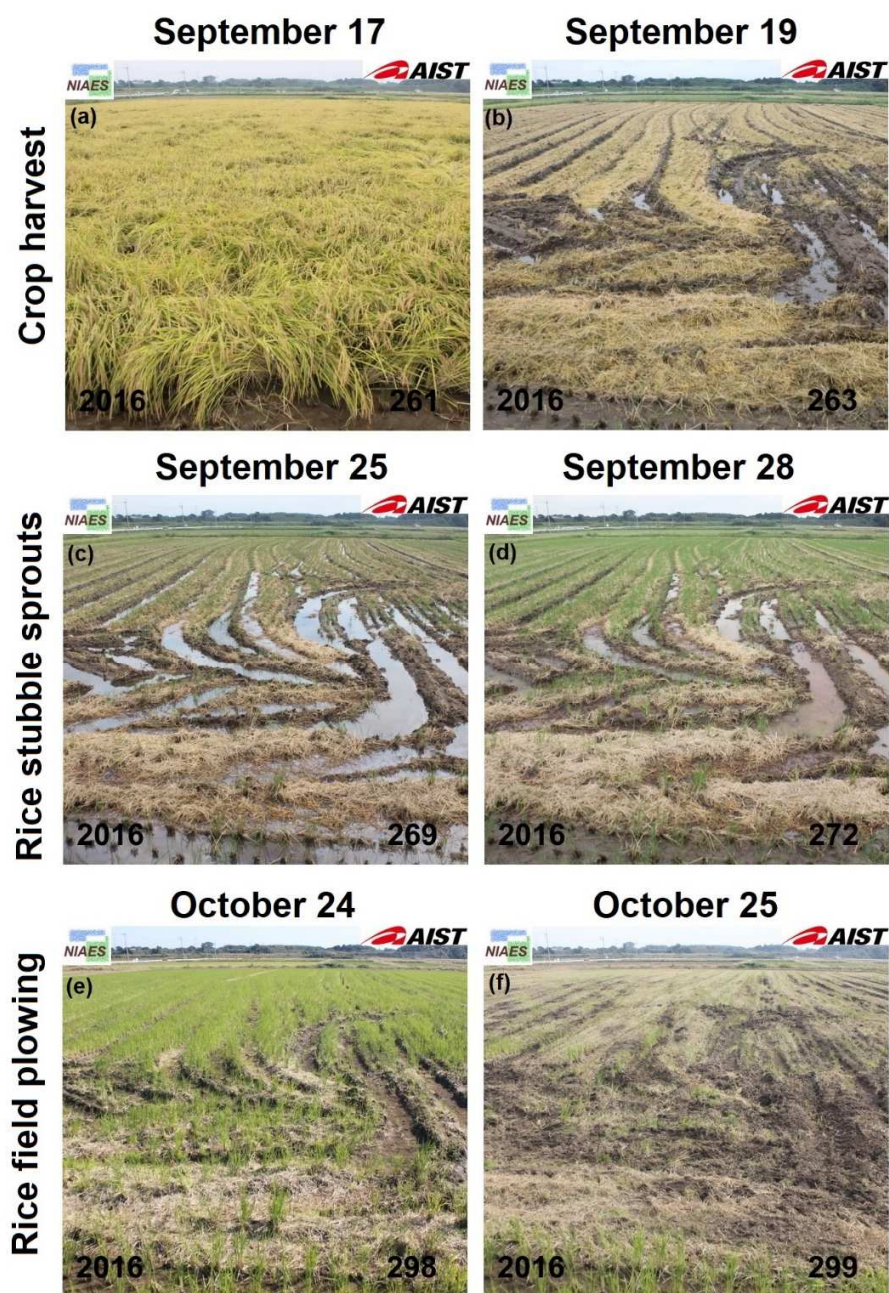 September 17
September 19
Crop harvest
NIAES
AIST
(a)
2016
261
NIAES
AIST
(b)
2016
263
September 25
September 28
Rice stubble sprouts
NIAES
AIST
(c)
2016
269
NIAES
AIST
(d)
2016
272
October 24
October 25
Rice field plowing
NIAES
AIST
(e)
2016
298
NIAES
AIST
(f)
2016
299